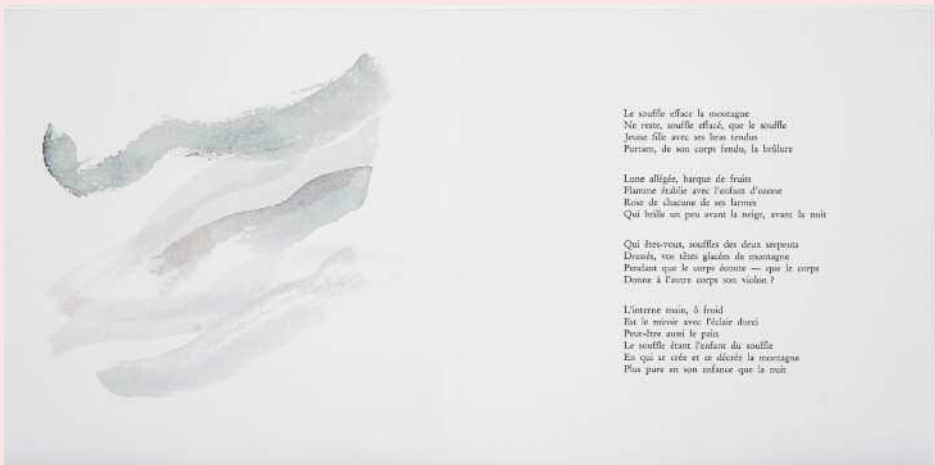 Le souffle efface la montagne
Ne reste, souffle effacé, que le souffle
Jeune fille avec ses bras tendus
Portant, de son corps fendu, la brûlure
Lune allégée, barque de fruits
Flamme établie avec l'enfant d'ozone
Rose de chacune de ses larmes
Qui brille un peu avant la neige, avant la nuit
Qui êtes-vous, souffles des deux serpents
Dressés, vos têtes glacées de montagne
Pendant que le corps écoute — que le corps
Donne à l'autre corps son violon ?
L'interne main, ô froid
Est le miroir avec l'éclair durci
Peut-être aussi le pain
Le souffle étant l'enfant du souffle
En qui se crée et se décrée la montagne
Plus pure en son enfance que la nuit